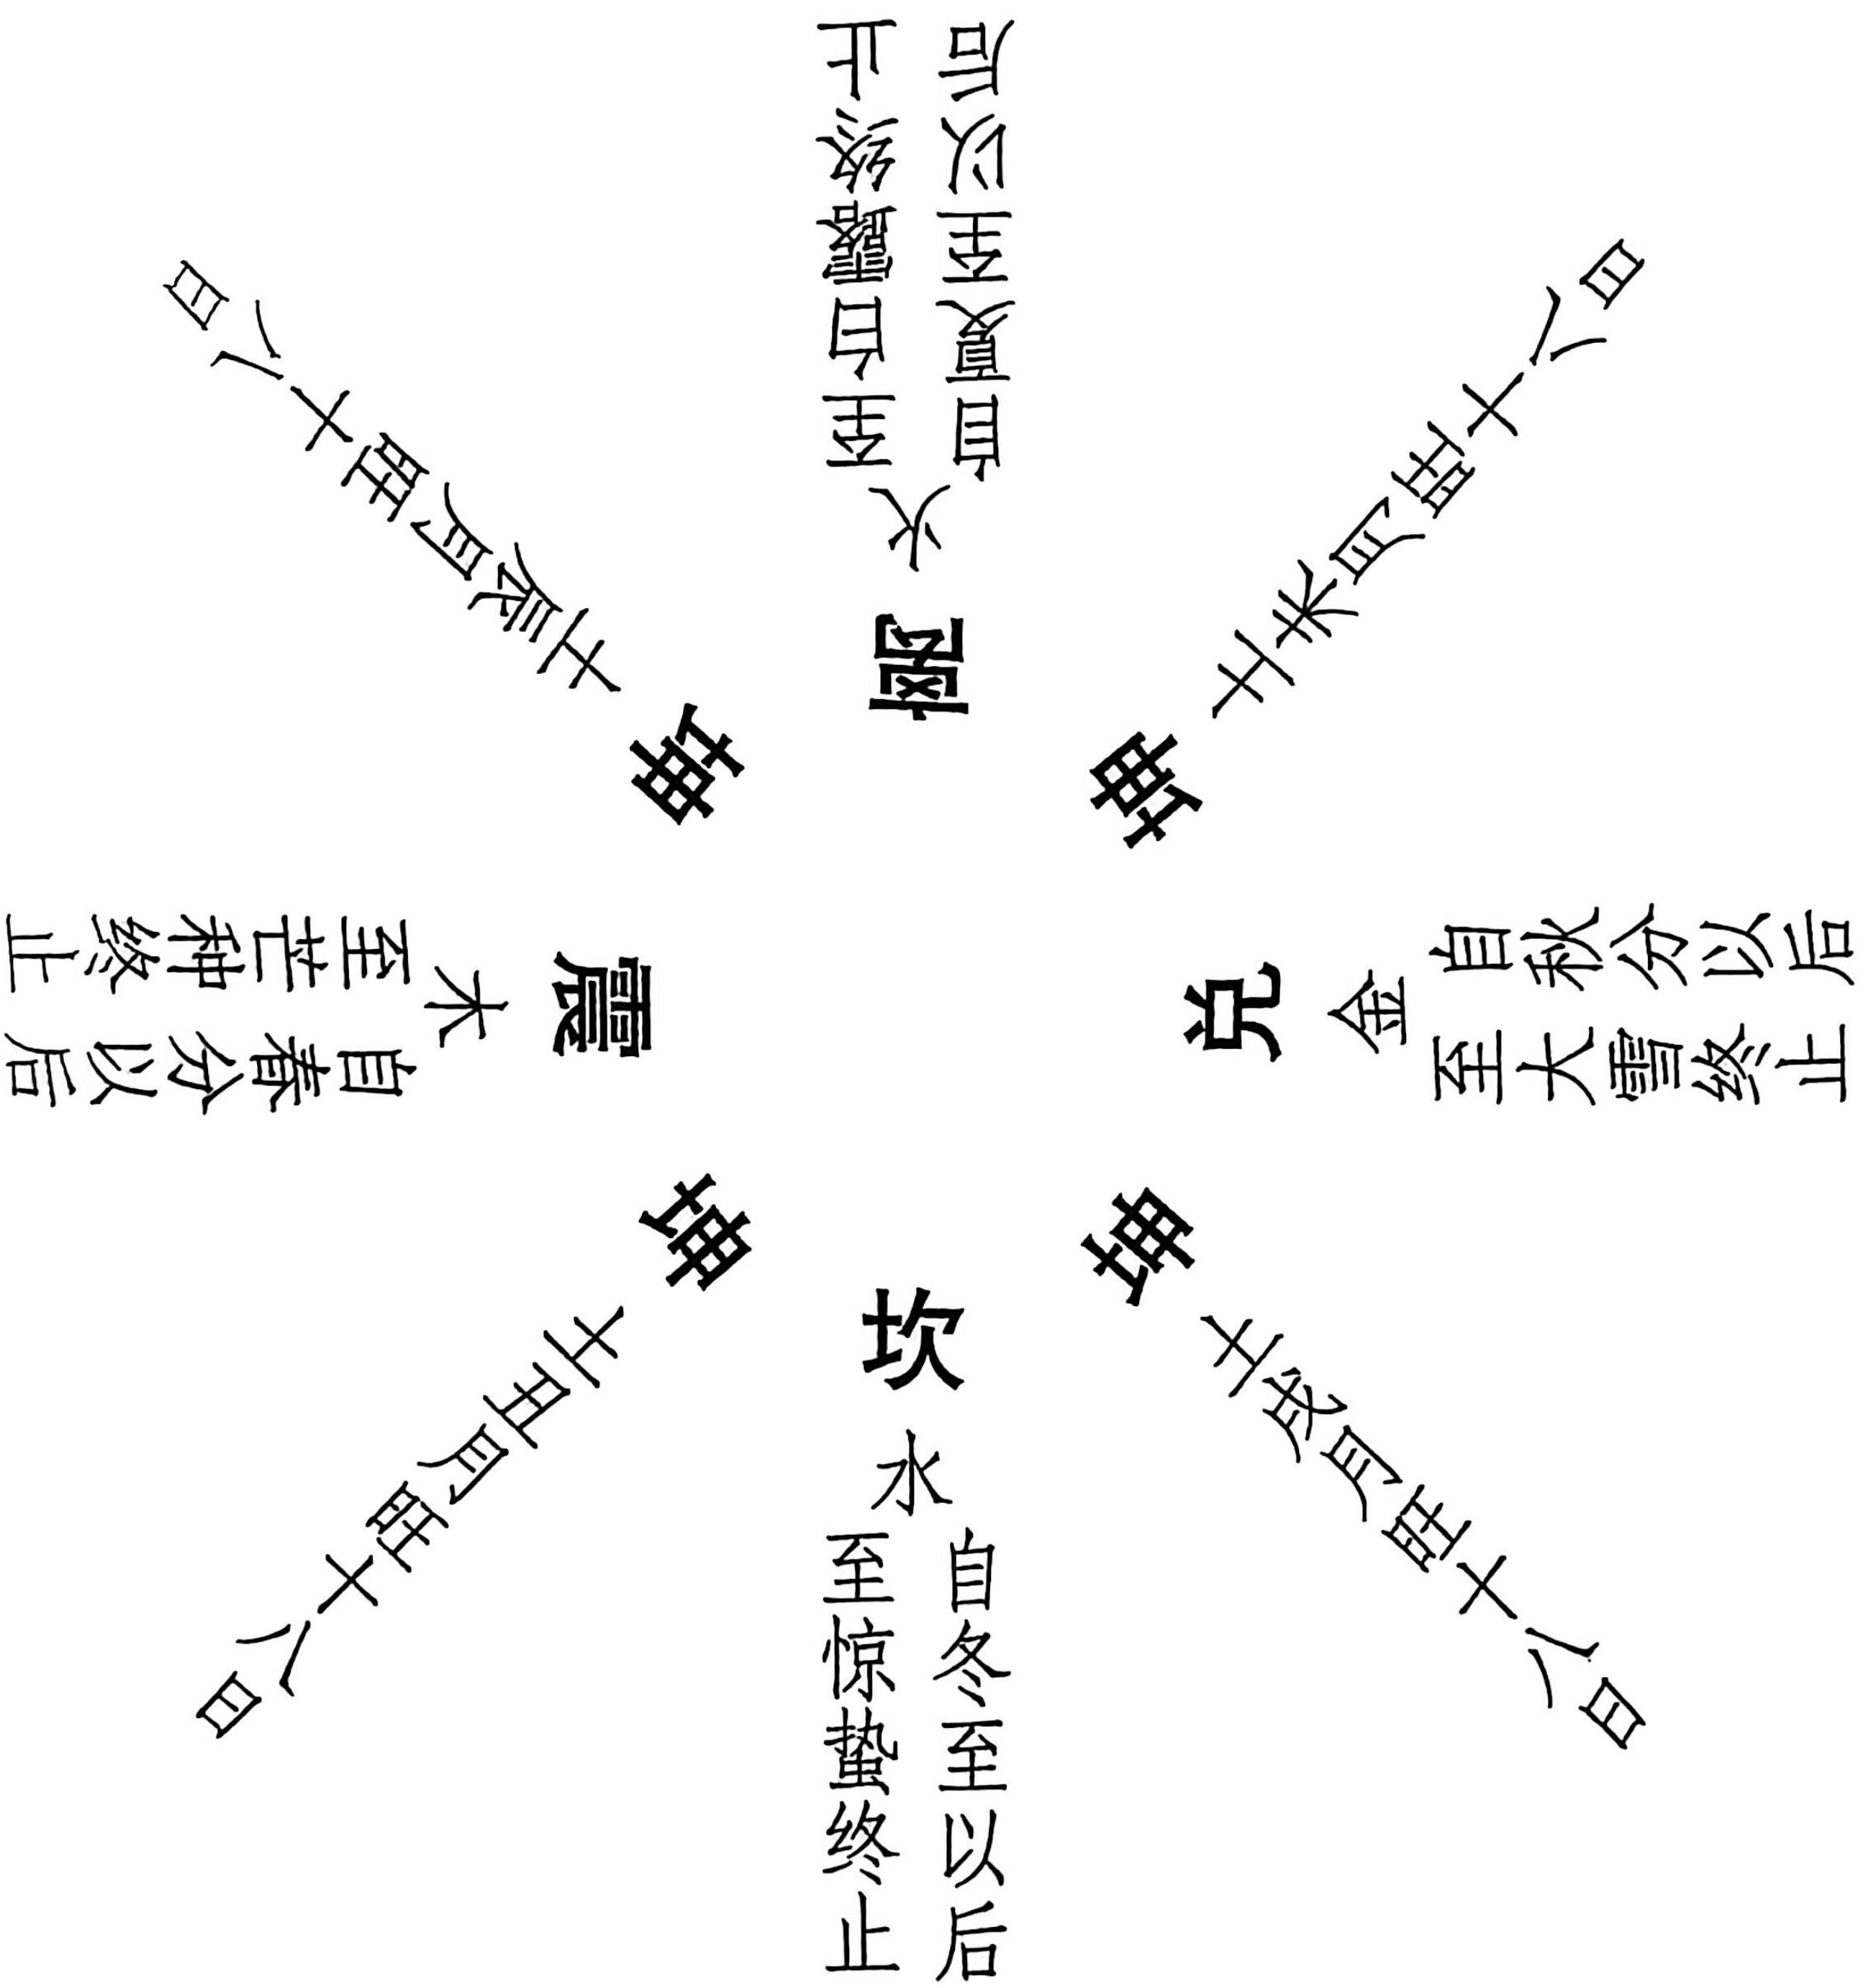 离
火
自夏至以后
至白露终止
坤
土未月旺十八日
兑
金
自秋分以后
至大雪终止
坤
土戌月旺十八日
坎
水
自冬至以后
至惊蛰终止
坤
土丑月旺十八日
震
木
自春分以后
至芒种终止
坤
土辰月旺十八日